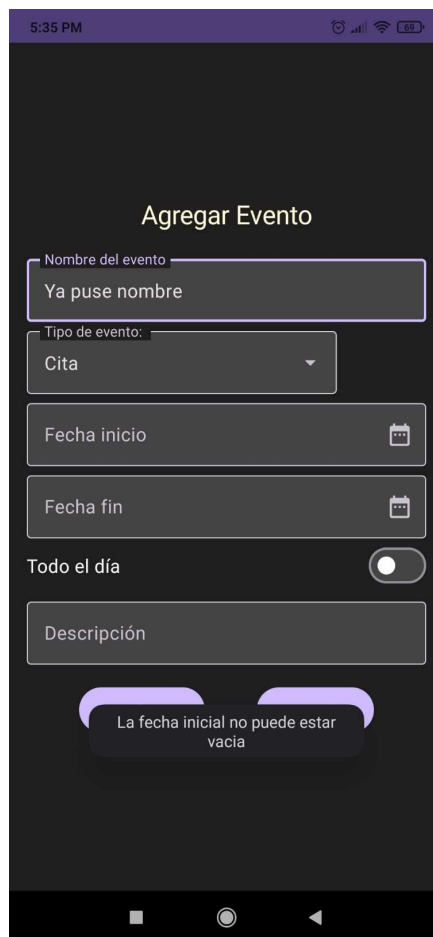 5:35 PM
69
Agregar Evento
Nombre del evento
Ya puse nombre
Tipo de evento:
Cita
Fecha inicio
Fecha fin
Todo el día
Descripción
La fecha inicial no puede estar
vacia